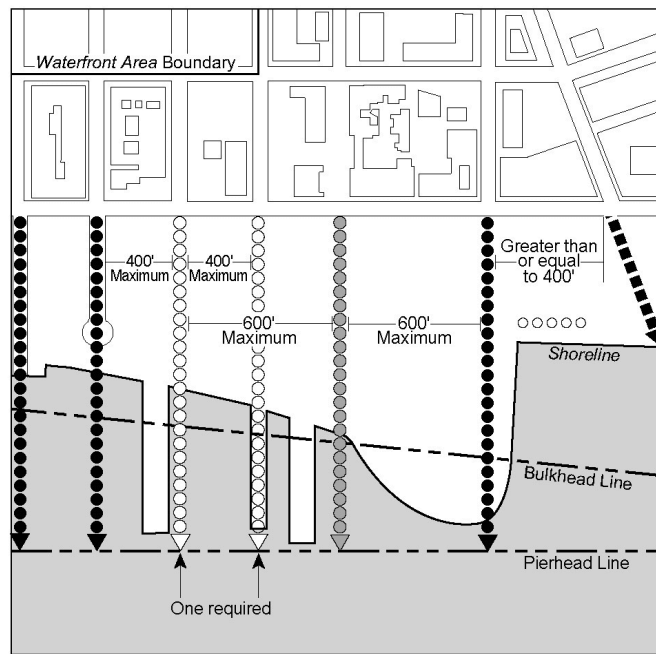 Waterfront Area Boundary
400'
Maximum
400'
Maximum
Greater than
or equal
to 400'
600'
Maximum
600'
Maximum
Shoreline
Bulkhead Line
Pierhead Line
One required